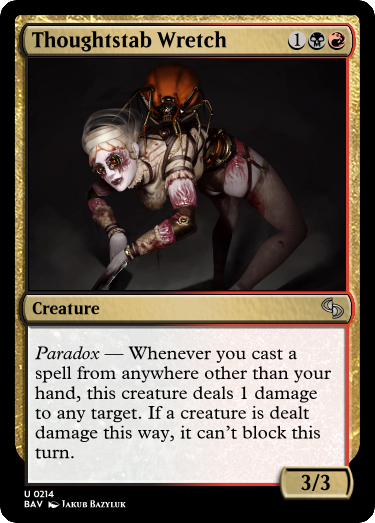 Thoughtstab Wretch 1
Creature
Paradox — Whenever you cast a
spell from anywhere other than your
hand, this creature deals 1 damage
to any target. If a creature is dealt
damage this way, it can't block this
turn.
3/3
U 0214
BAV Jakub Bazyluk